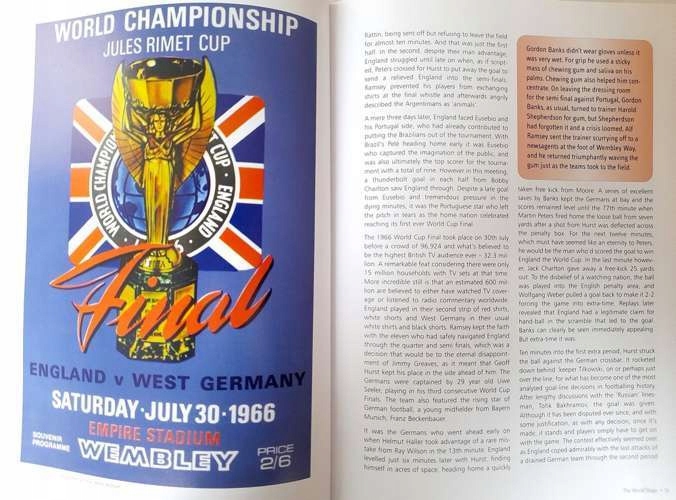 WORLD CHAMPIONSHIP
JULES RIMET CUP
WORLD CHAMPIONS
ET CUP · ENGLAND ·
Final
ENGLAND v WEST GERMANY
SATURDAY·JULY 30·1966
EMPIRE STADIUM
SOUVENIR
PROGRAMME
WEMBLEY
PRICE
2/6
Battin, being sent off but refusing to leave the field
for almost ten minutes. And that was just the first
half. In the second, despite their man advantage,
England struggled until late on when, as if script-
ed, Peters crossed for Hurst to put away the goal to
send a relieved England into the semi-finals.
Ramsey prevented his players from exchanging
shirts at the final whistle and afterwards angrily
described the Argentinians as 'animals'.
A mere three days later, England faced Eusebio and
his Portugal side, who had already contributed to
putting the Brazilians out of the tournament. With
Brazil's Pelé heading home early it was Eusebio
who captured the imagination of the public, and
was also ultimately the top scorer for the tourna-
ment with a total of nine. However in this meeting,
a thunderbolt goal in each half from Bobby
Charlton saw England through. Despite a late goal
from Eusebio and tremendous pressure in the
dying minutes, it was the Portuguese star who left
the pitch in tears as the home nation celebrated
reaching its first ever World Cup Final.
The 1966 World Cup Final took place on 30th July
before a crowd of 96,924 and what's believed to
be the highest British TV audience ever - 32.3 mil
lion. A remarkable feat considering there were only
15 million households with TV sets at that time.
More incredible still is that an estimated 600 mil-
lion are believed to either have watched TV cover-
age or listened to radio commentary worldwide.
England played in their second strip of red shirts,
white shorts and West Germany in their usual
white shirts and black shorts. Ramsey kept the faith
with the eleven who had safely navigated England
through the quarter and semi finals, which was a
decision that would be to the eternal disappoint-
ment of Jimmy Greaves, as it meant that Geoff
Hurst kept his place in the side ahead of him. The
Germans were captained by 29 year old Uwe
Seeler, playing in his third consecutive World Cup
Finals. The team also featured the rising star of
German football, a young midfielder from Bayern
Munich, Franz Beckenbauer.
It was the Germans who went ahead early on
when Helmut Haller took advantage of a rare mis-
take from Ray Wilson in the 13th minute. England
levelled just six minutes later with Hurst, finding
himself in acres of space, heading home a quickly
Gordon Banks didn't wear gloves unless it
was very wet. For grip he used a sticky
mass of chewing gum and saliva on his
palms. Chewing gum also helped him con-
centrate. On leaving the dressing room
for the semi final against Portugal, Gordon
Banks, as usual, turned to trainer Harold
Shepherdson for gum, but Shepherdson
had forgotten it and a crisis loomed. Alf
Ramsey sent the trainer scurrying off to a
newsagents at the foot of Wembley Way,
and he returned triumphantly waving the
gum just as the teams took to the field.
taken free kick from Moore. A series of excellent
saves by Banks kept the Germans at bay and the
scores remained level until the 77th minute when
Martin Peters fired home the loose ball from seven
yards after a shot from Hurst was deflected across
the penalty box. For the next twelve minutes,
which must have seemed like an eternity to Peters,
he would be the man who d scored the goal to win
England the World Cup. In the last minute howev-
er, Jack Charlton gave away a free-kick 25 yards
out. To the disbelief of a watching nation, the ball
was played into the English penalty area, and
Wolfgang Weber pulled a goal back to make it 2-2
forcing the game into extra-time. Replays later
revealed that England had a legitimate claim for
hand-ball in the scramble that led to the goal.
Banks can clearly be seen immediately appealing.
But extra-time it was.
Ten minutes into the first extra period, Hurst struck
the ball against the German crossbar. It rocketed
down behind 'keeper Tilkowski, on or perhaps just
over the line, for what has become one of the most
analysed goal-line decisions in footballing history.
After lengthy discussions with the 'Russian' lines-
man, Tofik Bakhramov, the goal was given.
Although it has been disputed ever since, and with
some justification, as with any decision, once it's
made, it stands and players simply have to get on
with the game. The contest effectively seemed over
as England coped admirably with the last attacks of
a drained German team through the second period
The World Stage